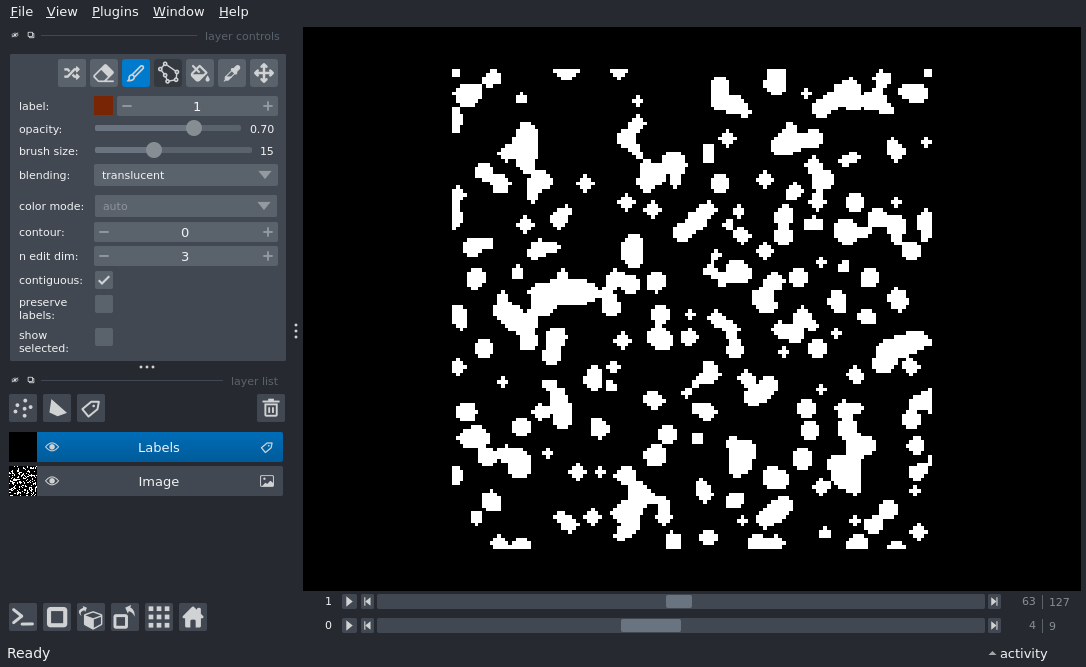 File View Plugins Window Help
layer controls
label: 1
opacity: 0.70
brush size: 15
blending: translucent
color mode: auto
contour: 0
n edit dim: 3
contiguous:
preserve
labels:
show
selected:
layer list
Labels
Image
1 63 127
0 4 9
Ready activity